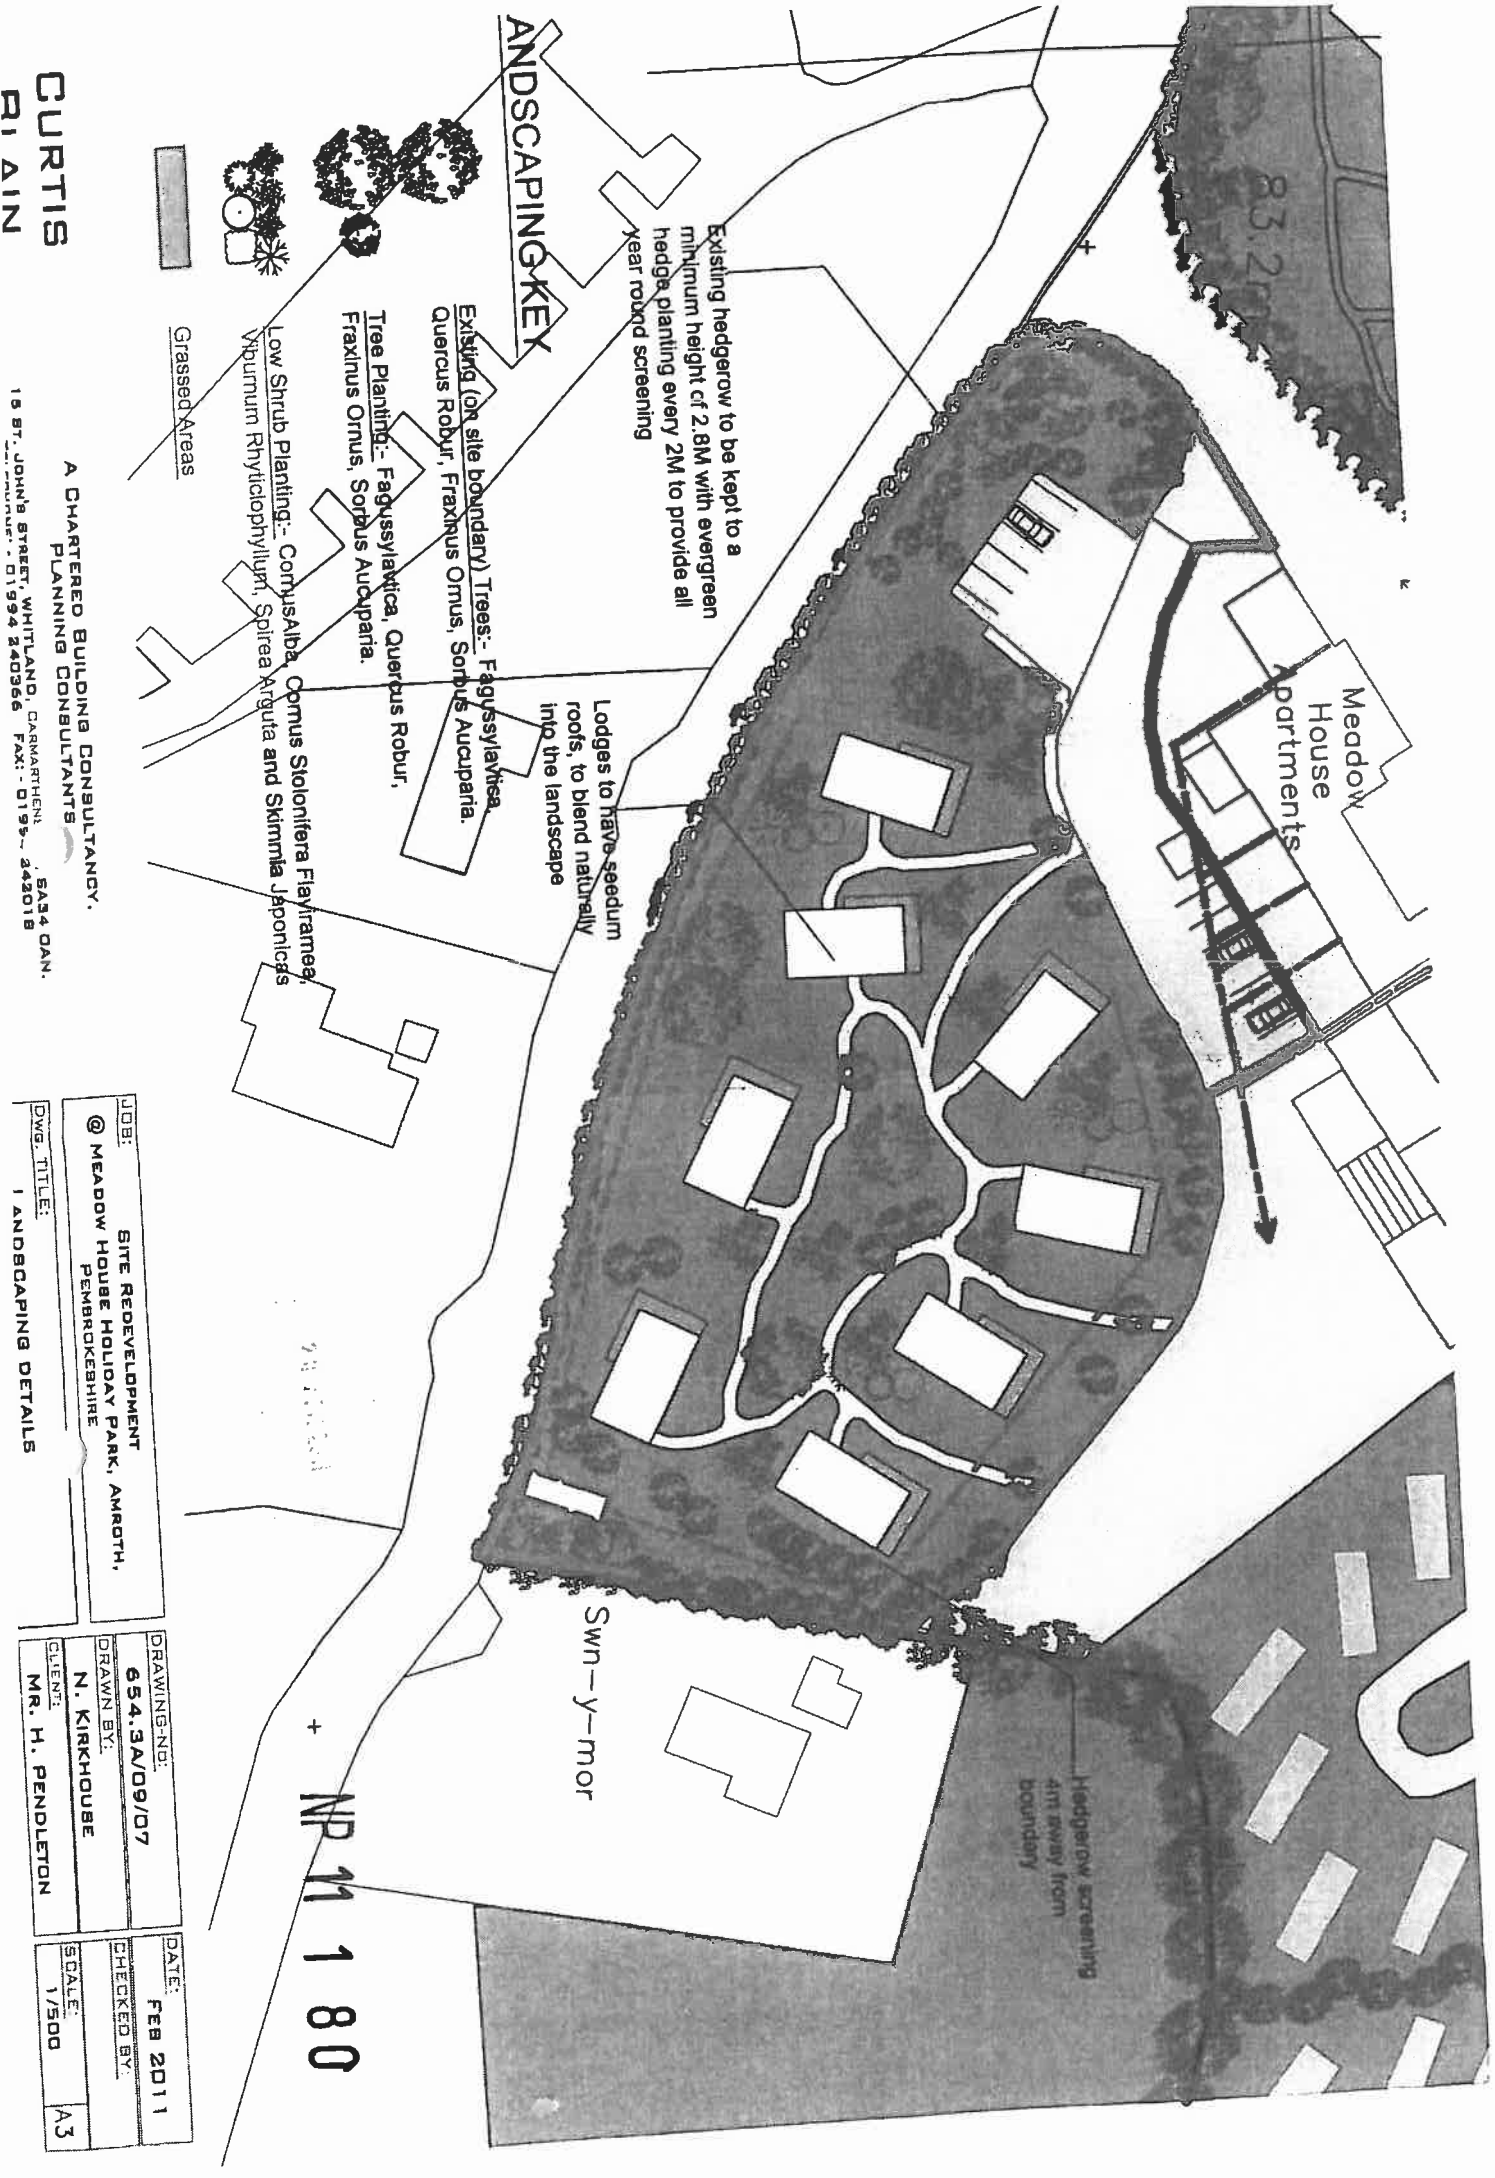 83.2m
Meadow
House
Apartments
Existing hedgerow to be kept to a
minimum height of 2.8M with evergreen
hedge planting every 2M to provide all
year round screening
Lodges to have seedum
roofs, to blend naturally
into the landscape
Hedgerow screening
4m away from
boundary
Swn-y-mor
ANDSCAPING KEY
Existing (on site boundary) Trees:- Fagussylavtica,
Quercus Robur, Fraxinus Ornus, Sorbus Aucuparia.
Tree Planting:- Fagussylavtica, Quercus Robur,
Fraxinus Ornus, Sorbus Aucuparia.
Low Shrub Planting:- CornusAlba, Cornus Stolonifera Flaviramea,
Viburnum Rhyticlophyllum, Spirea Arguta and Skimmia Japonicas
Grassed Areas
NP 11 180
CURTIS
BLAIN
A CHARTERED BUILDING CONSULTANCY.
PLANNING CONSULTANTS
15 ST. JOHN'S STREET, WHITLAND, CARMARTHEN, SA34 0AN.
01994 240366 FAX:- 242018
JOB:
SITE REDEVELOPMENT
@ MEADOW HOUSE HOLIDAY PARK, AMROTH,
PEMBROKESHIRE
DWG. TITLE:
LANDSCAPING DETAILS
DRAWING-NO:
654.3A/09/07
DRAWN BY:
N. KIRKHOUSE
CLIENT:
MR. H. PENDLETON
DATE:
FEB 2011
CHECKED BY:
SCALE:
1/500
A3